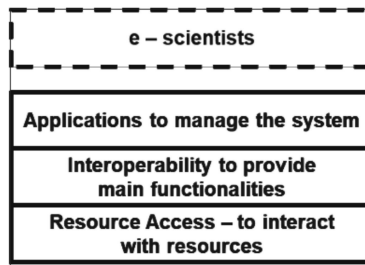 e – scientists
Applications to manage the system
Interoperability to provide
main functionalities
Resource Access – to interact
with resources